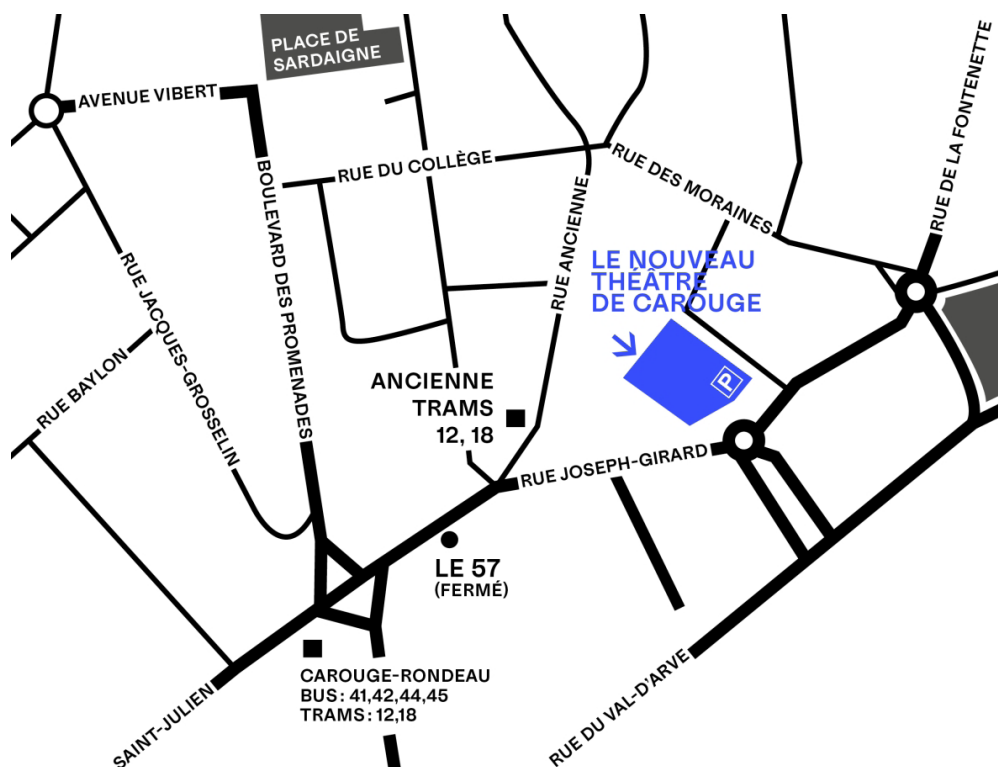 PLACE DE
SARDAIGNE
AVENUE VIBERT
RUE DE LA FONTENETTE
RUE DU COLLÈGE
RUE DES MORAINES
BOULEVARD DES PROMENADES
RUE ANCIENNE
RUE JACQUES-GROSSELIN
LE NOUVEAU
THÉÂTRE
DE CAROUGE
RUE BAYLON
ANCIENNE
TRAMS
12, 18
P
RUE JOSEPH-GIRARD
LE 57
(FERMÉ)
CAROUGE-RONDEAU
BUS : 41,42,44,45
TRAMS : 12,18
SAINT-JULIEN
RUE DU VAL-D'ARVE